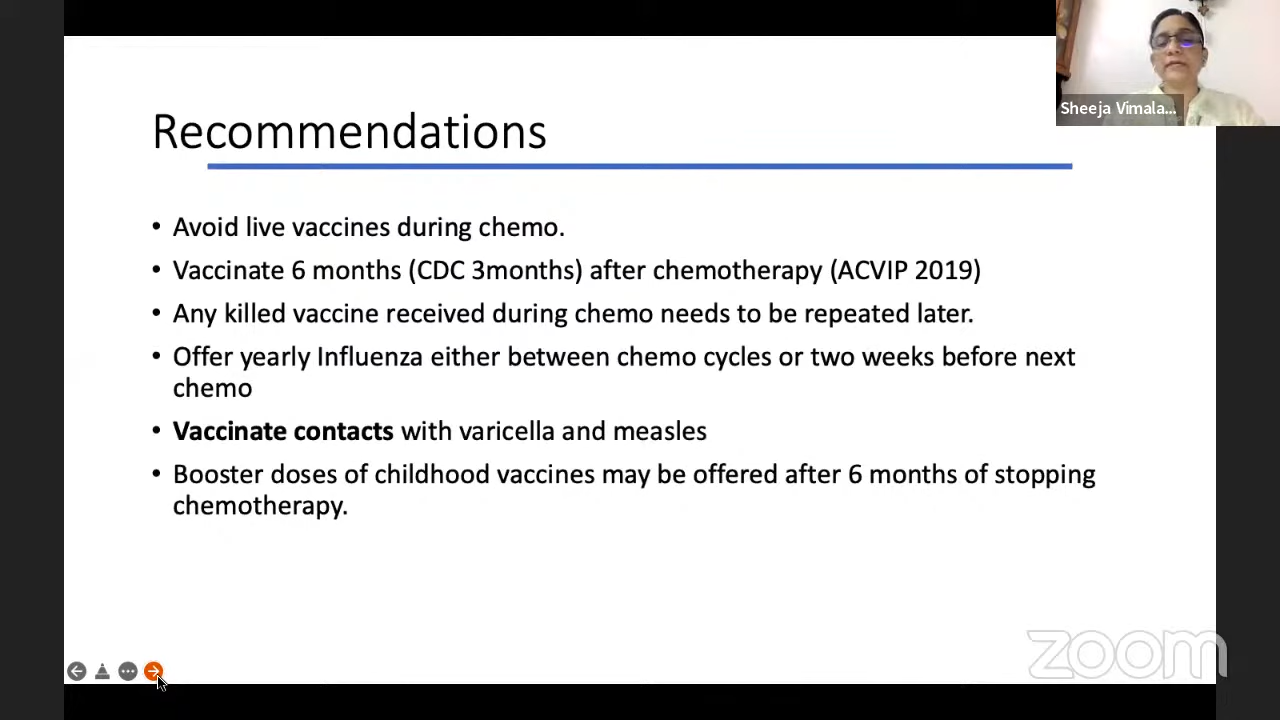 Sheeja Vimala...
Recommendations
• Avoid live vaccines during chemo.
• Vaccinate 6 months (CDC 3months) after chemotherapy (ACVIP 2019)
• Any killed vaccine received during chemo needs to be repeated later.
• Offer yearly Influenza either between chemo cycles or two weeks before next
chemo
• Vaccinate contacts with varicella and measles
• Booster doses of childhood vaccines may be offered after 6 months of stopping
chemotherapy.
zoom